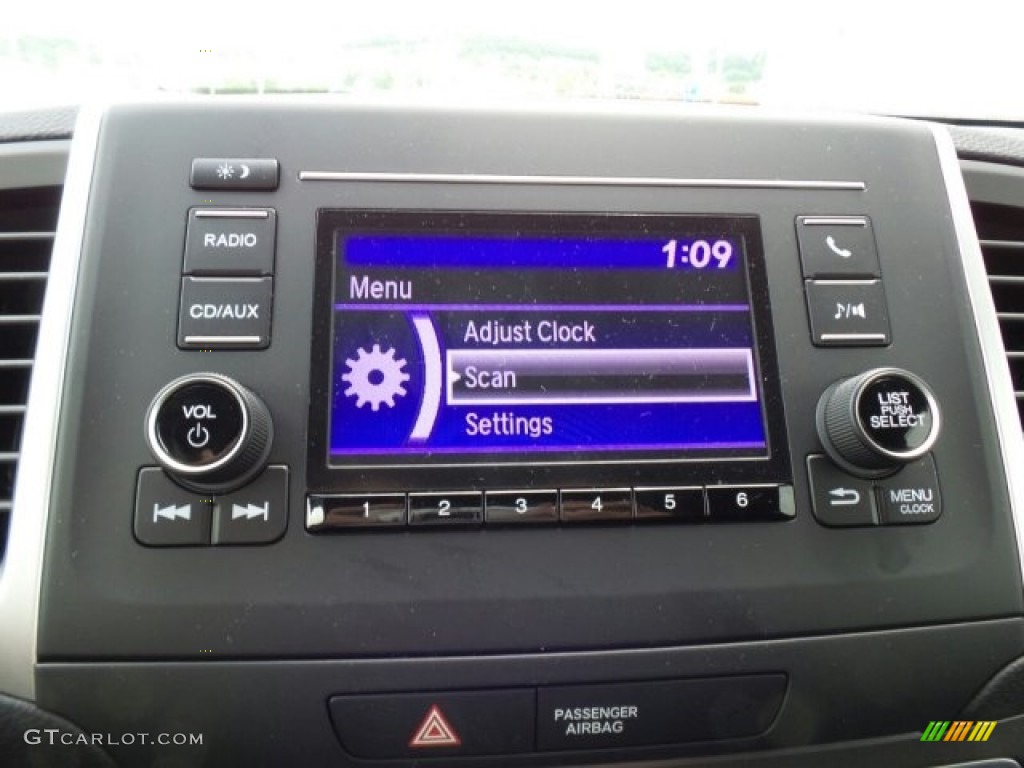 1:09
RADIO
Menu
CD/AUX
Adjust Clock
Scan
Settings
VOL
LIST
PUSH
SELECT
1 2 3 4 5 6
MENU
CLOCK
PASSENGER
AIRBAG
GTCARLOT.COM